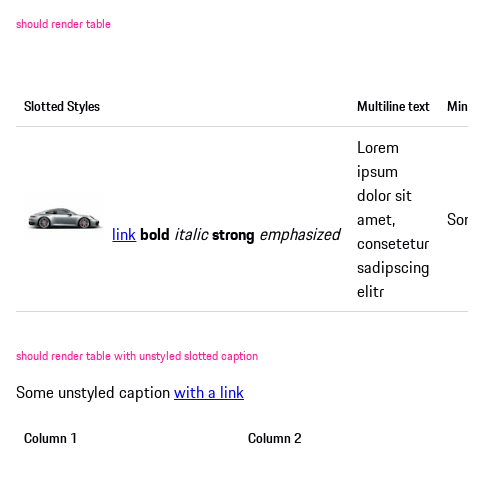 should render table
Slotted Styles Multiline text Min
Lorem
ipsum
dolor sit
amet,
consetetur
sadipscing
elitr
link bold italic strong emphasized
should render table with unstyled slotted caption
Some unstyled caption with a link
Column 1 Column 2